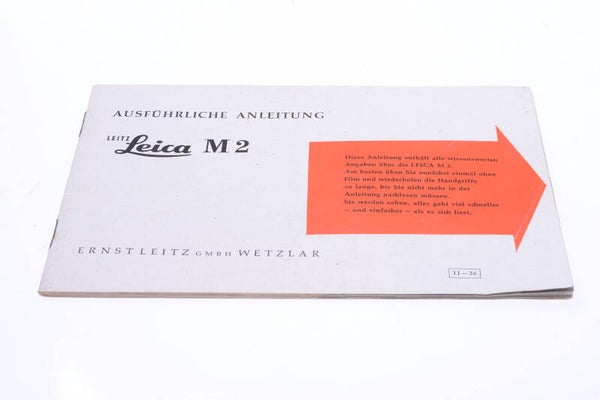 AUSFÜHRLICHE ANLEITUNG
LEITZ
Leica M 2
Diese Anleitung enthält alle wissenswerten
Angaben über die LEICA M 2.
Am besten üben Sie zunächst einmal ohne
Film und wiederholen die Handgriffe
so lange, bis Sie nicht mehr in der
Anleitung nachlesen müssen.
Sie werden sehen, alles geht viel schneller
– und einfacher – als es sich liest.
ERNST LEITZ GMBH WETZLAR
11–36